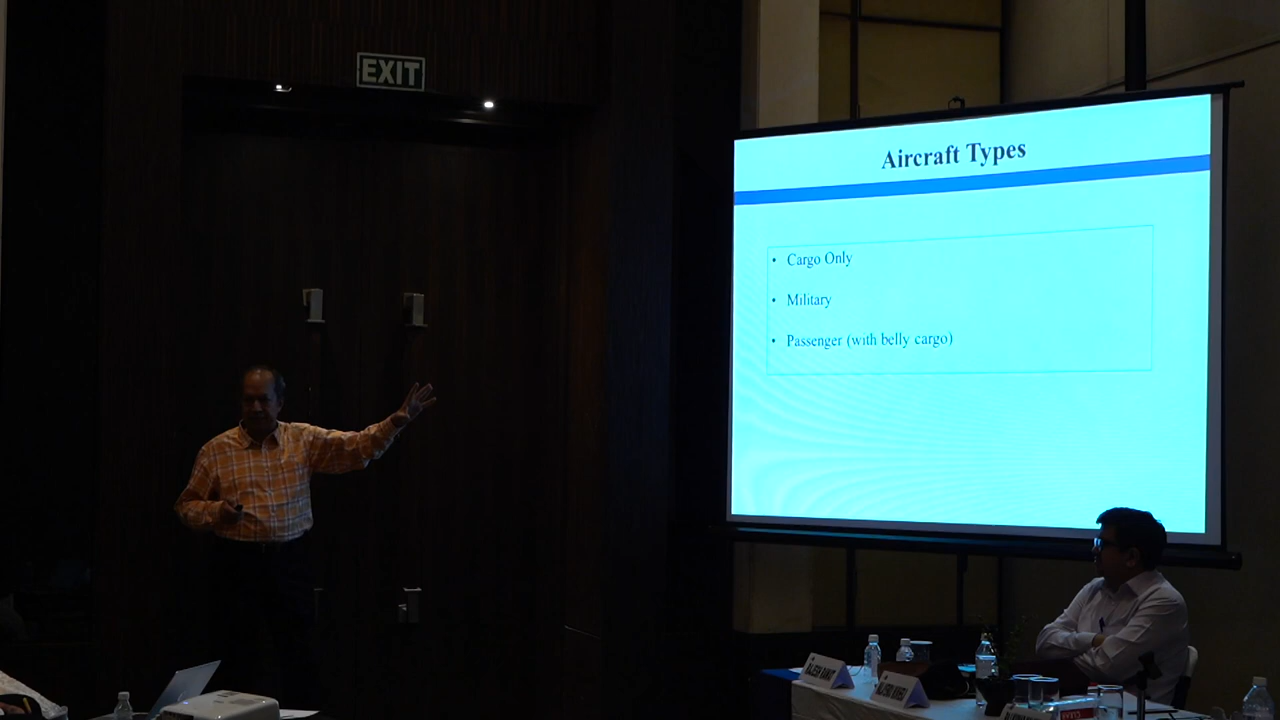 EXIT
Aircraft Types
• Cargo Only
• Military
• Passenger (with belly cargo)